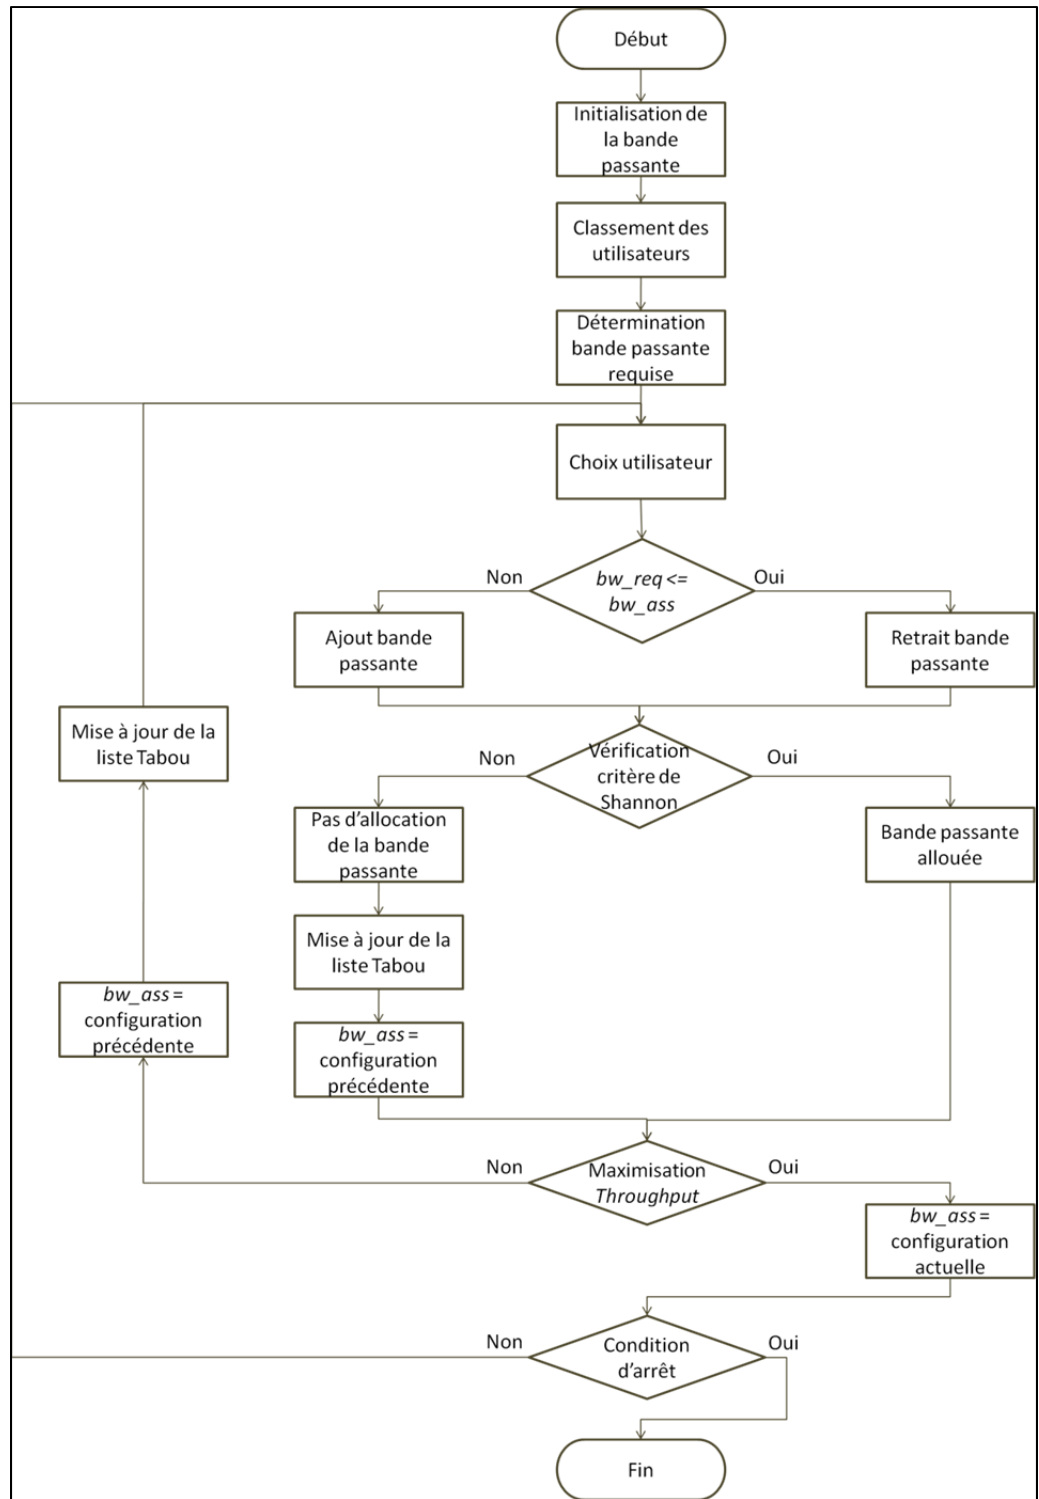 Début
Initialisation de
la bande
passante
Classement des
utilisateurs
Détermination
bande passante
requise
Choix utilisateur
Non
bw_req <=
bw_ass
Oui
Ajout bande
passante
Retrait bande
passante
Mise à jour de la
liste Tabou
Non
Vérification
critère de
Shannon
Oui
Pas d'allocation
de la bande
passante
Bande passante
allouée
Mise à jour de la
liste Tabou
bw_ass =
configuration
précédente
bw_ass =
configuration
précédente
Non
Maximisation
Throughput
Oui
bw_ass =
configuration
actuelle
Non
Condition
d'arrêt
Oui
Fin